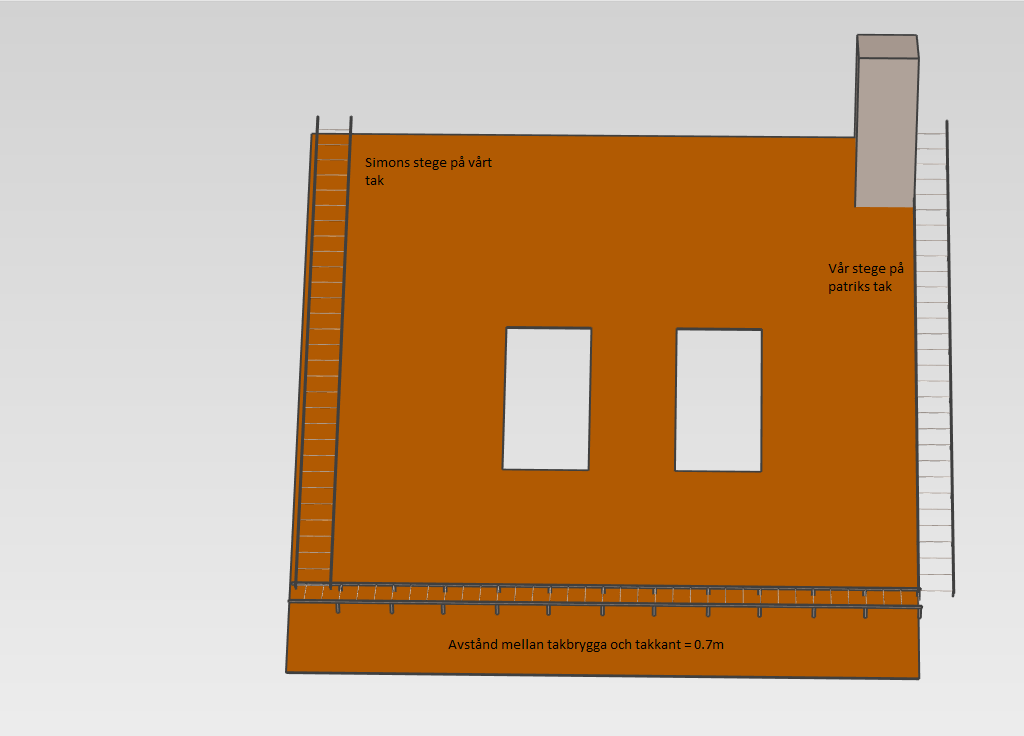 Simons stege på vårt
tak
Vår stege på
patriks tak
Avstånd mellan takbrygga och takkant = 0.7m